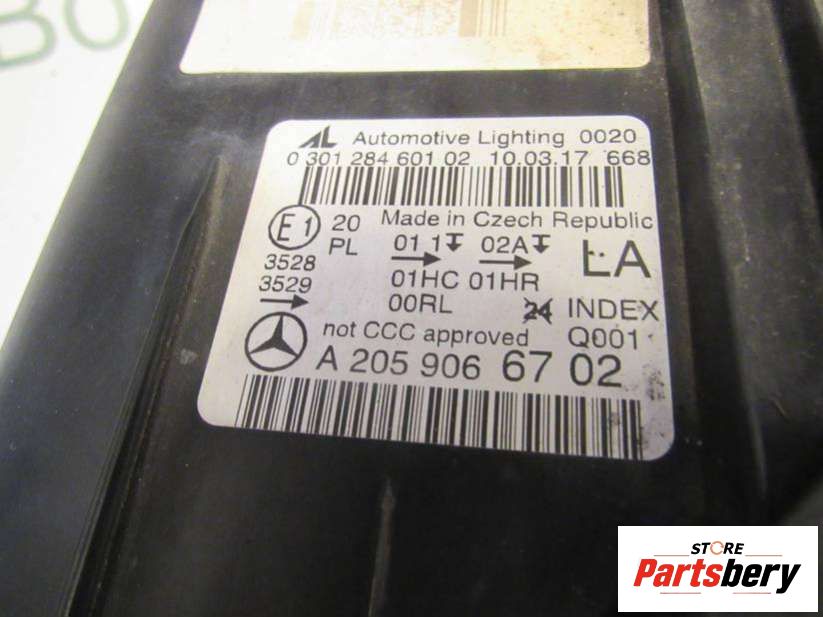 BO
AL Automotive Lighting 0020
0 301 284 601 02 10.03.17 668
E1 20 PL Made in Czech Republic
3528 01 1 02A LA
3529 01HC 01HR
00RL 24 INDEX
not CCC approved Q001
A 205 906 67 02
STORE
Partsbery